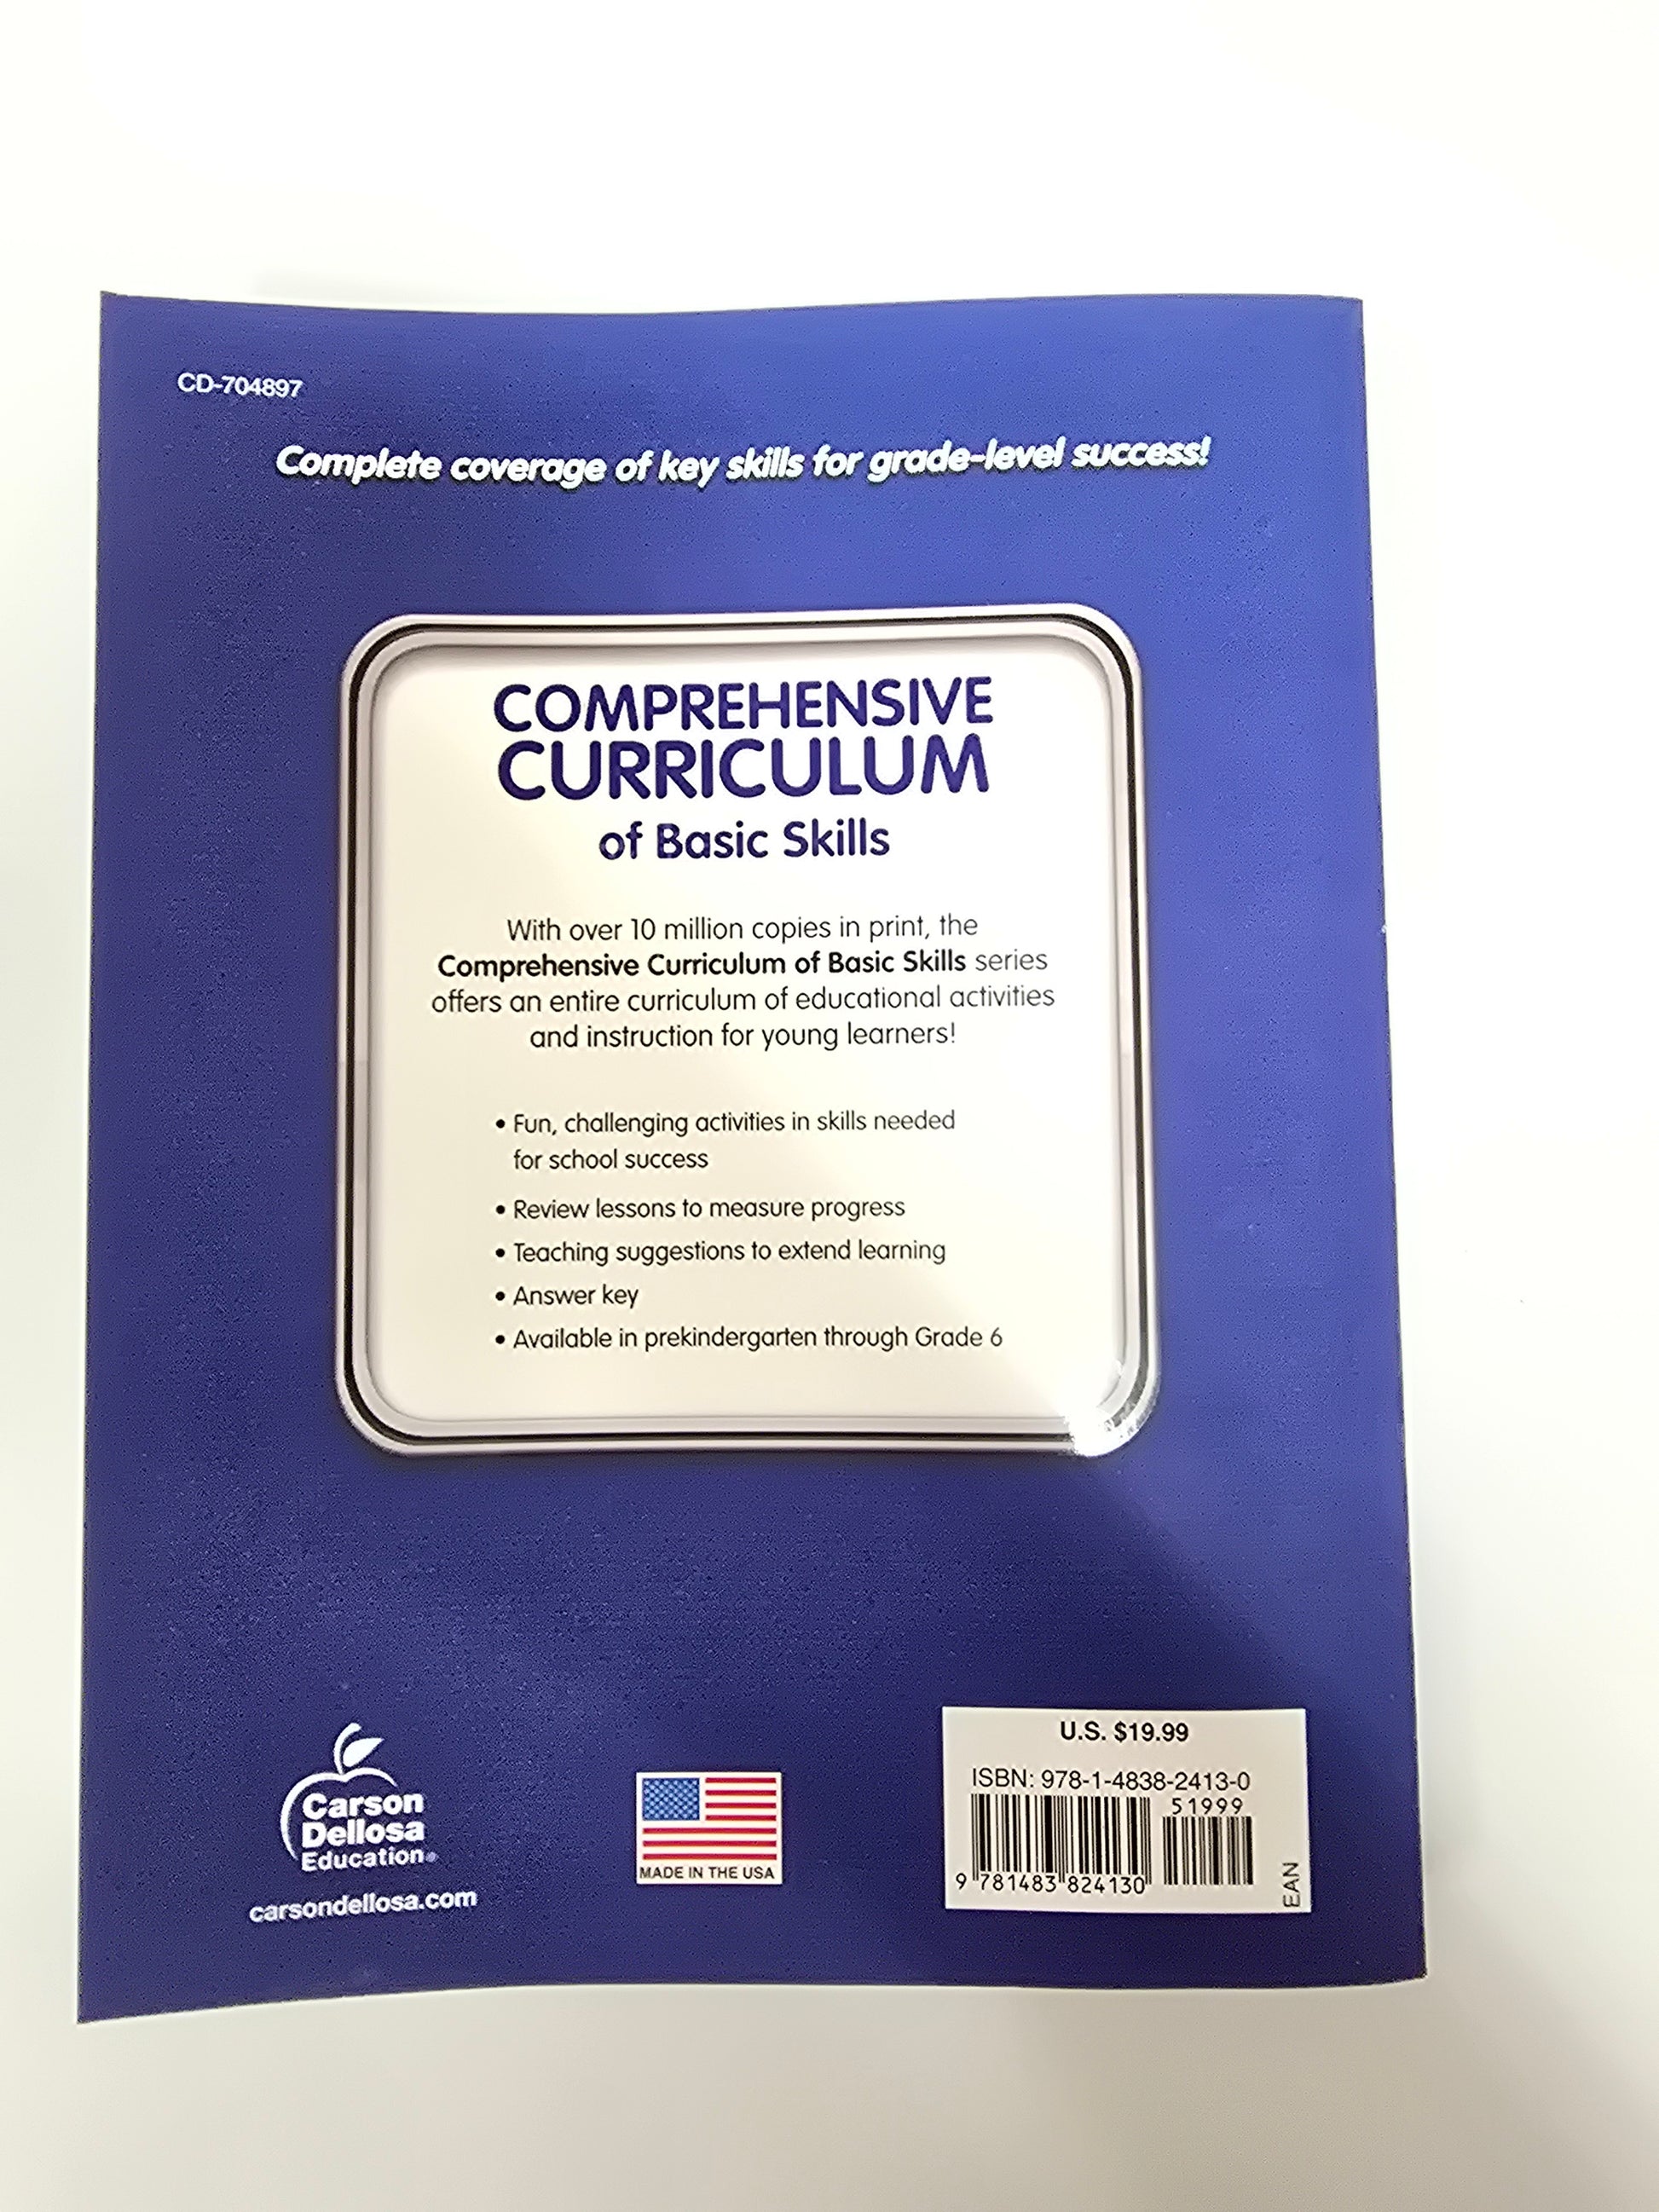 CD-704897
Complete coverage of key skills for grade-level success!
COMPREHENSIVE
CURRICULUM
of Basic Skills
With over 10 million copies in print, the
Comprehensive Curriculum of Basic Skills series
offers an entire curriculum of educational activities
and instruction for young learners!
• Fun, challenging activities in skills needed
for school success
• Review lessons to measure progress
• Teaching suggestions to extend learning
• Answer key
• Available in prekindergarten through Grade 6
Carson
Dellosa
Education®
carsondellosa.com
MADE IN THE USA
U.S. $19.99
ISBN: 978-1-4838-2413-0
51999
9 781483 824130
EAN